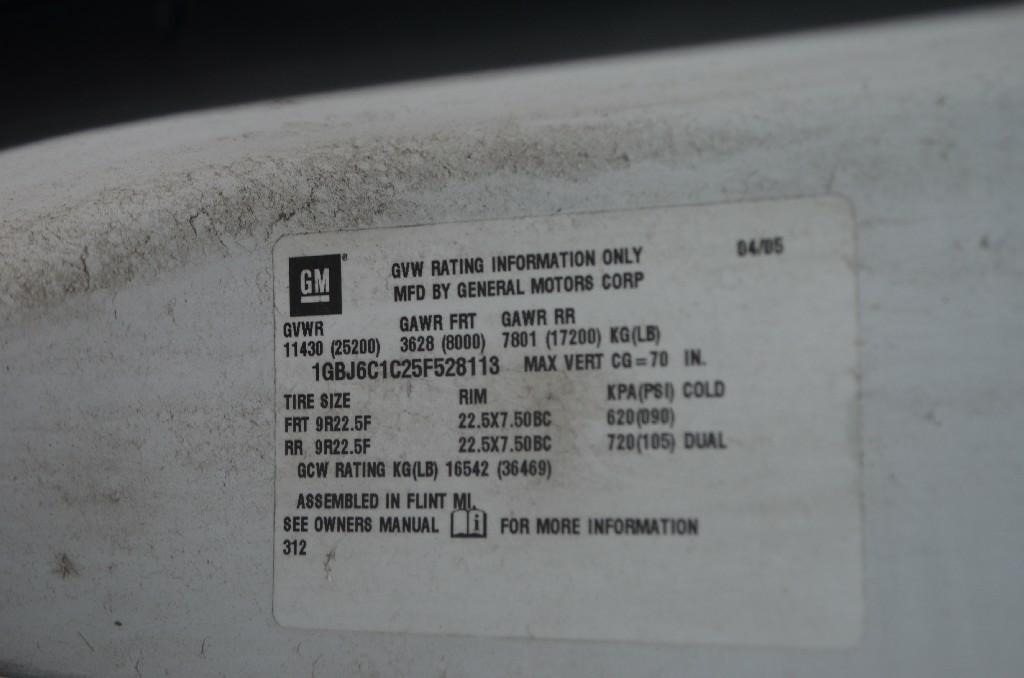 GM® GVW RATING INFORMATION ONLY 04/05
MFD BY GENERAL MOTORS CORP
GVWR GAWR FRT GAWR RR
11430 (25200) 3628 (8000) 7801 (17200) KG(LB)
1GBJ6C1C25F528113 MAX VERT CG=70 IN.
TIRE SIZE RIM KPA(PSI) COLD
FRT 9R22.5F 22.5X7.50BC 620(090)
RR 9R22.5F 22.5X7.50BC 720(105) DUAL
GCW RATING KG(LB) 16542 (36469)
ASSEMBLED IN FLINT MI.
SEE OWNERS MANUAL i FOR MORE INFORMATION
312